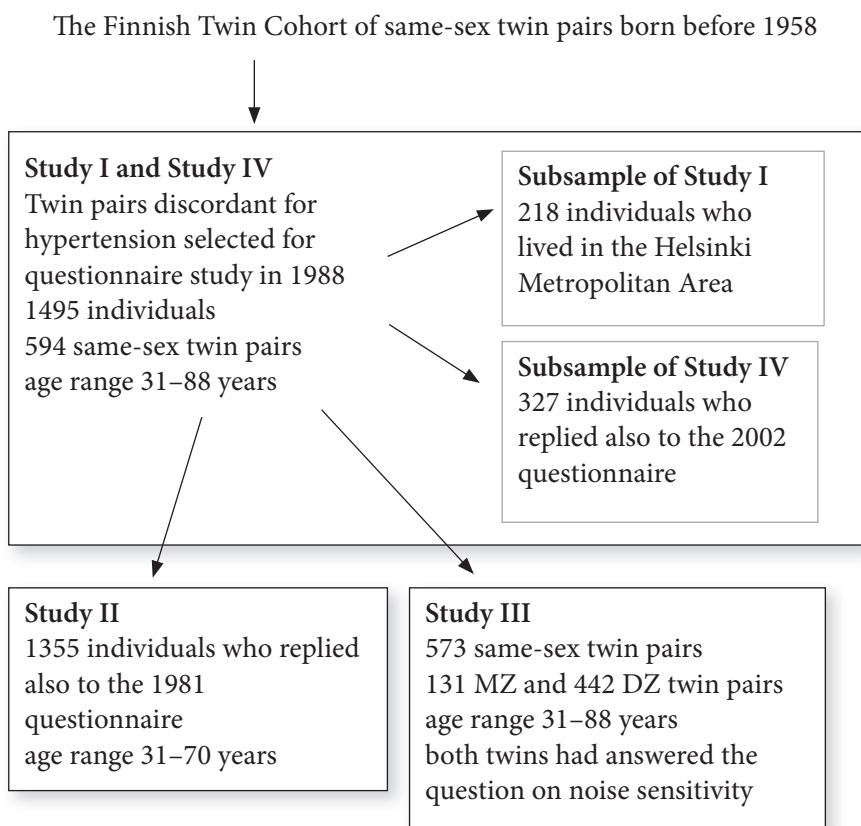 The Finnish Twin Cohort of same-sex twin pairs born before 1958
Study I and Study IV
Twin pairs discordant for
hypertension selected for
questionnaire study in 1988
1495 individuals
594 same-sex twin pairs
age range 31–88 years
Subsample of Study I
218 individuals who
lived in the Helsinki
Metropolitan Area
Subsample of Study IV
327 individuals who
replied also to the 2002
questionnaire
Study II
1355 individuals who replied
also to the 1981
questionnaire
age range 31–70 years
Study III
573 same-sex twin pairs
131 MZ and 442 DZ twin pairs
age range 31–88 years
both twins had answered the
question on noise sensitivity